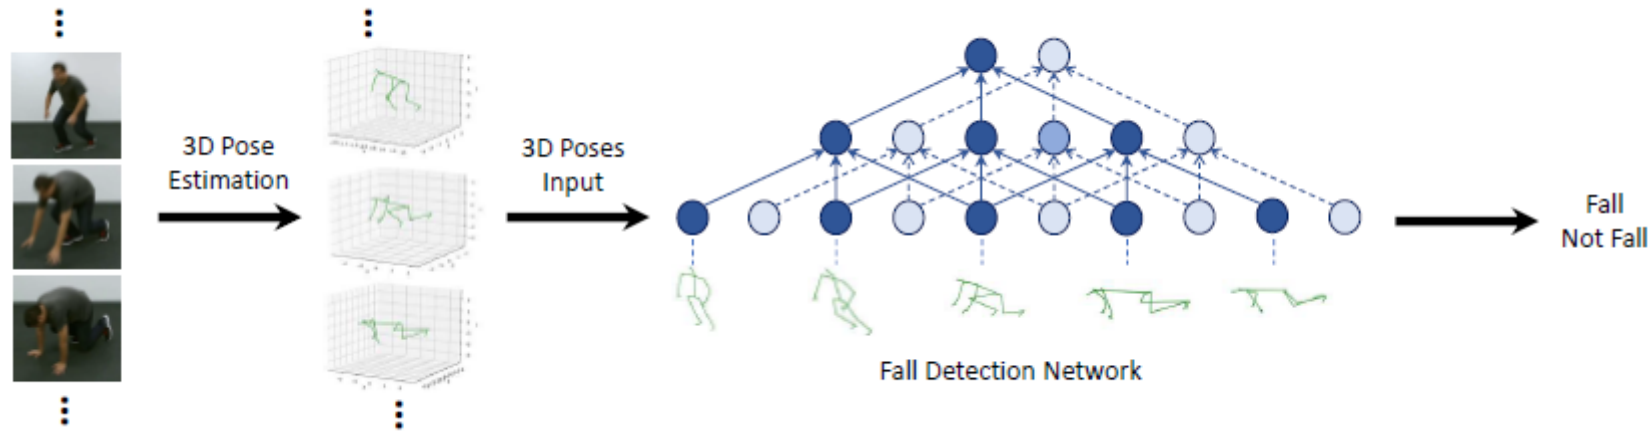 3D Pose
Estimation
3D Poses
Input
Fall
Not Fall
Fall Detection Network